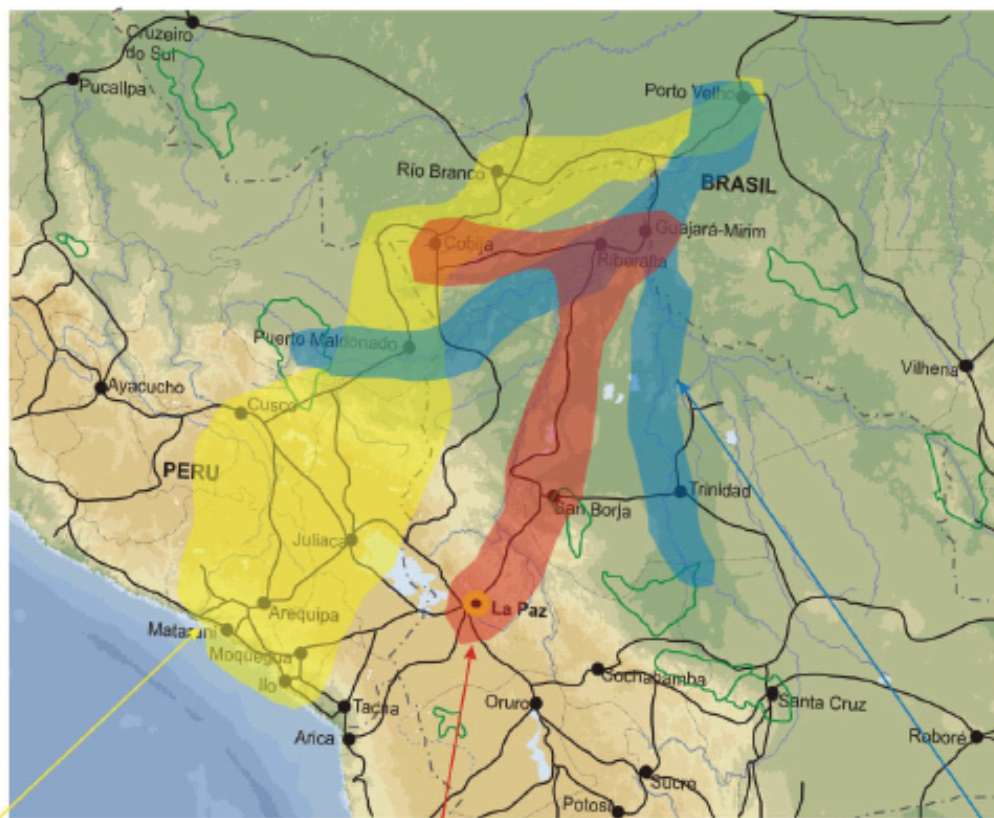 Cruzeiro
do Sul
Pucallpa
Porto Velho
Río Branco
BRASIL
Guajará-Mirim
Cobija
Riberalta
Puerto Maldonado
Vilhena
Ayacucho
Cusco
PERU
Trinidad
San Borja
Juliaca
La Paz
Arequipa
Matarani
Moquegua
Cochabamba
Ilo
Tacna
Oruro
Santa Cruz
Arica
Roboré
Sucre
Potosí